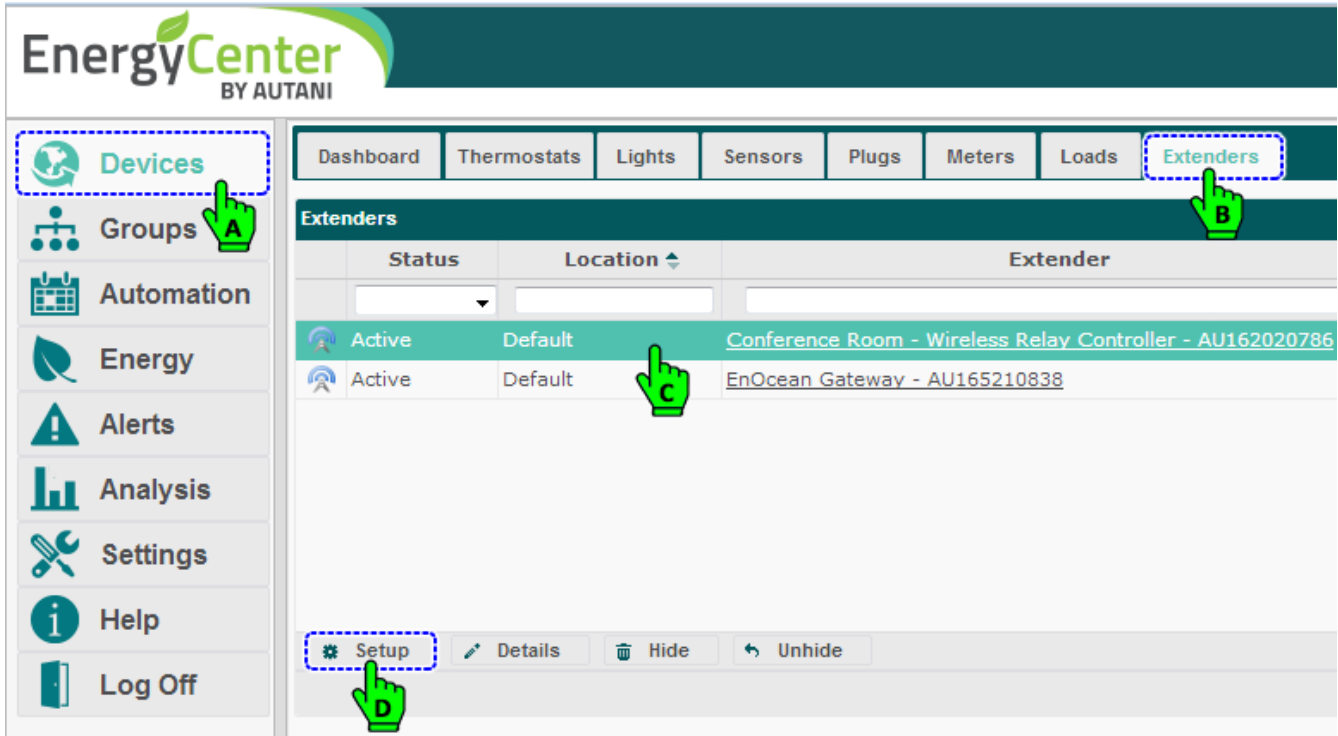 EnergyCenter
BY AUTANI
Devices
A
Groups
Automation
Energy
Alerts
Analysis
Settings
Help
Log Off
Dashboard Thermostats Lights Sensors Plugs Meters Loads Extenders
B
Extenders
Status Location Extender
Active Default Conference Room - Wireless Relay Controller - AU162020786
Active Default EnOcean Gateway - AU165210838
C
Setup Details Hide Unhide
D